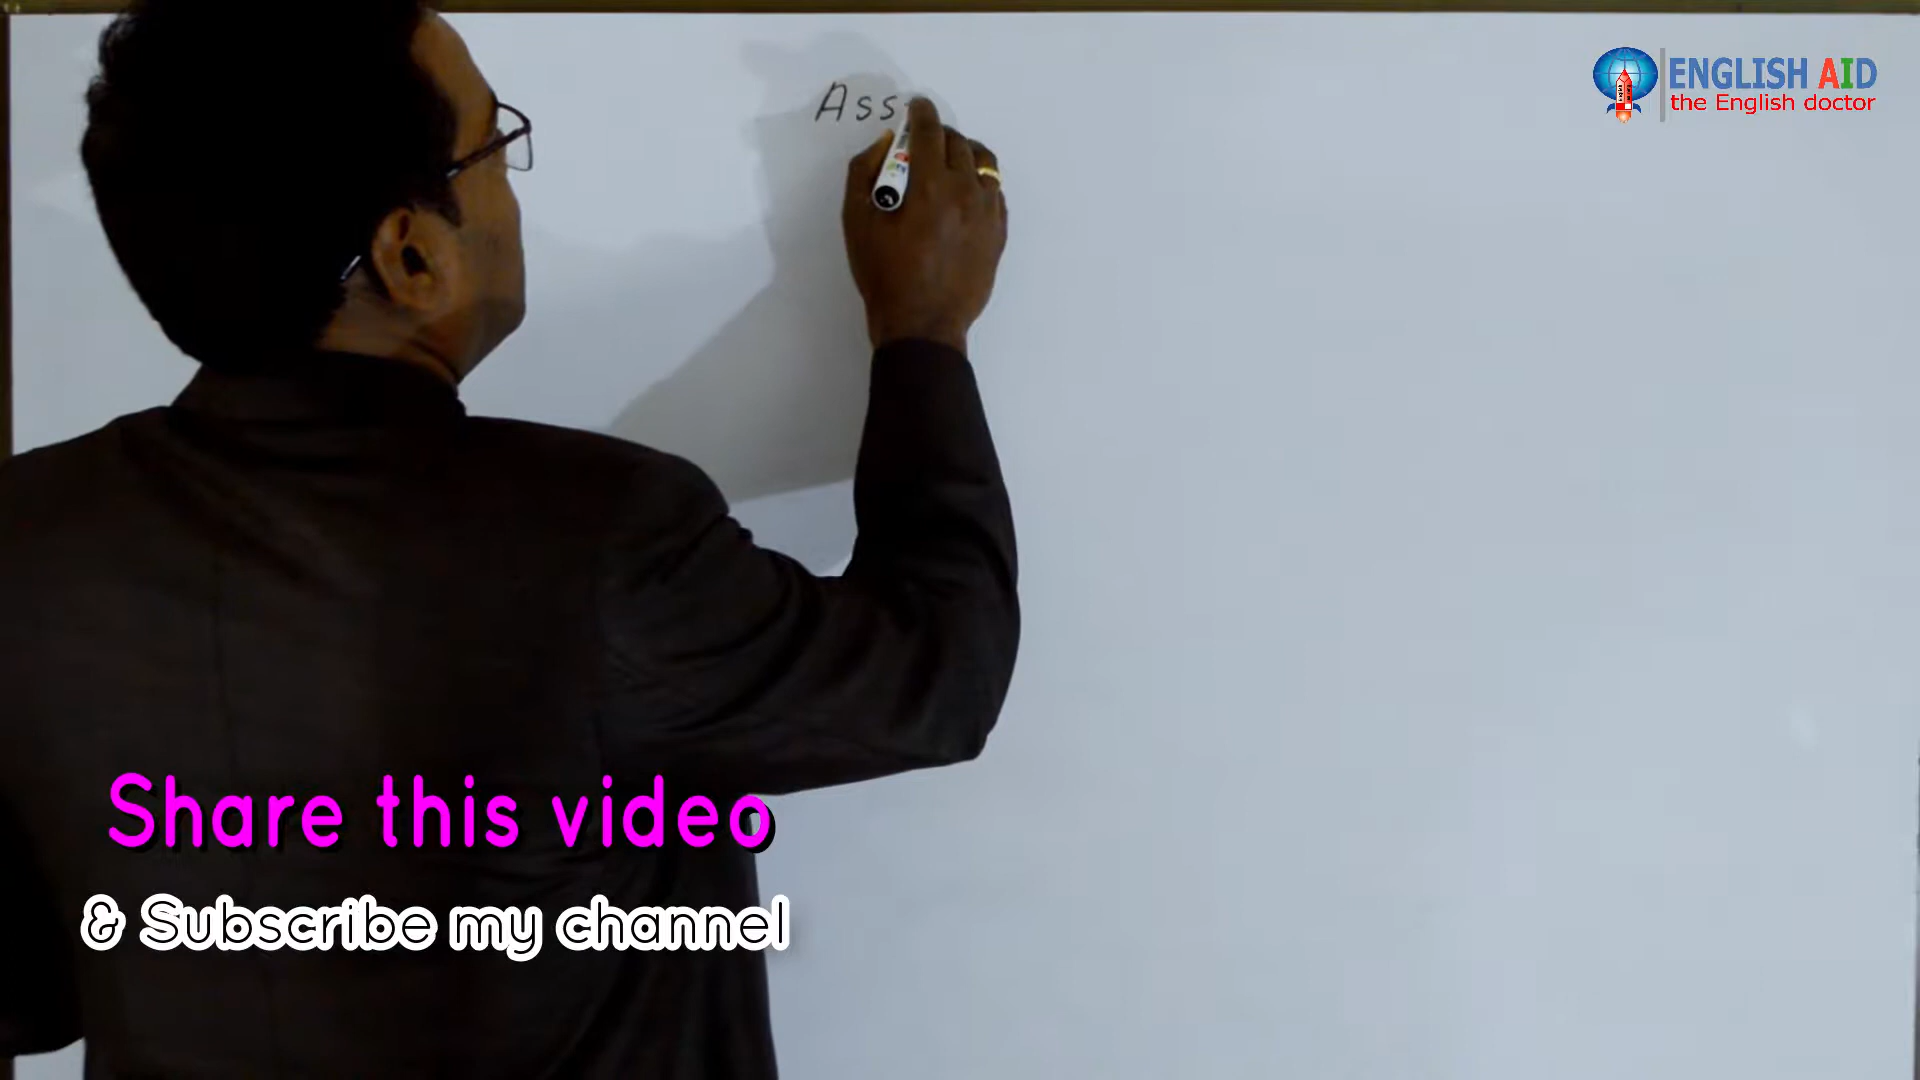 Ass
ENGLISH AID
the English doctor
Share this video
& Subscribe my channel